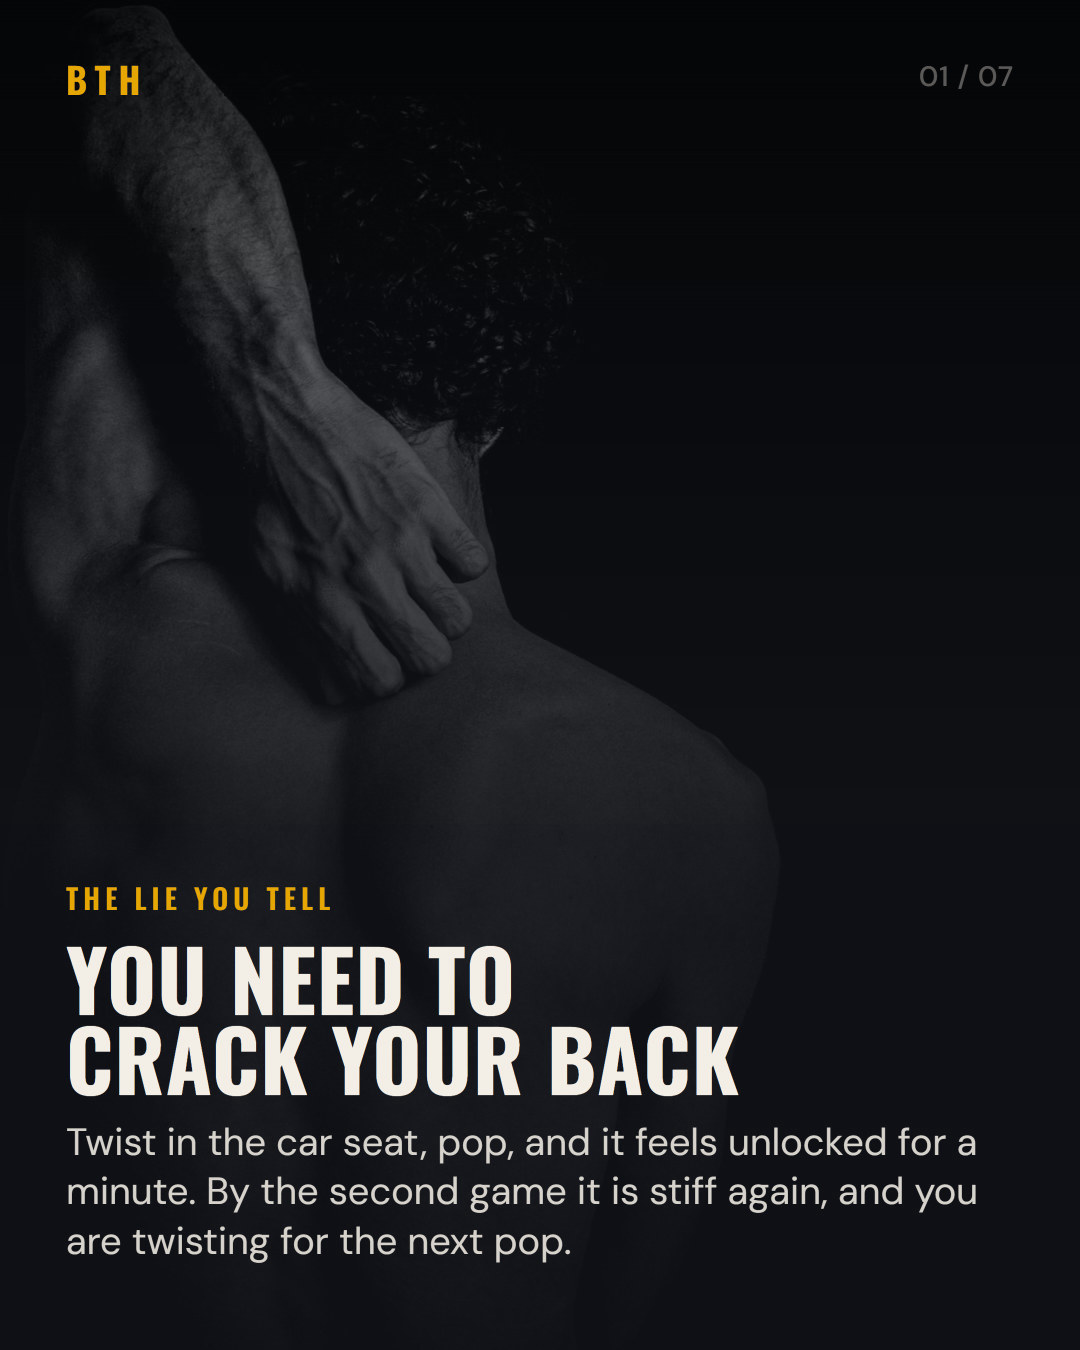 BTH
01 / 07
THE LIE YOU TELL
YOU NEED TO
CRACK YOUR BACK
Twist in the car seat, pop, and it feels unlocked for a
minute. By the second game it is stiff again, and you
are twisting for the next pop.